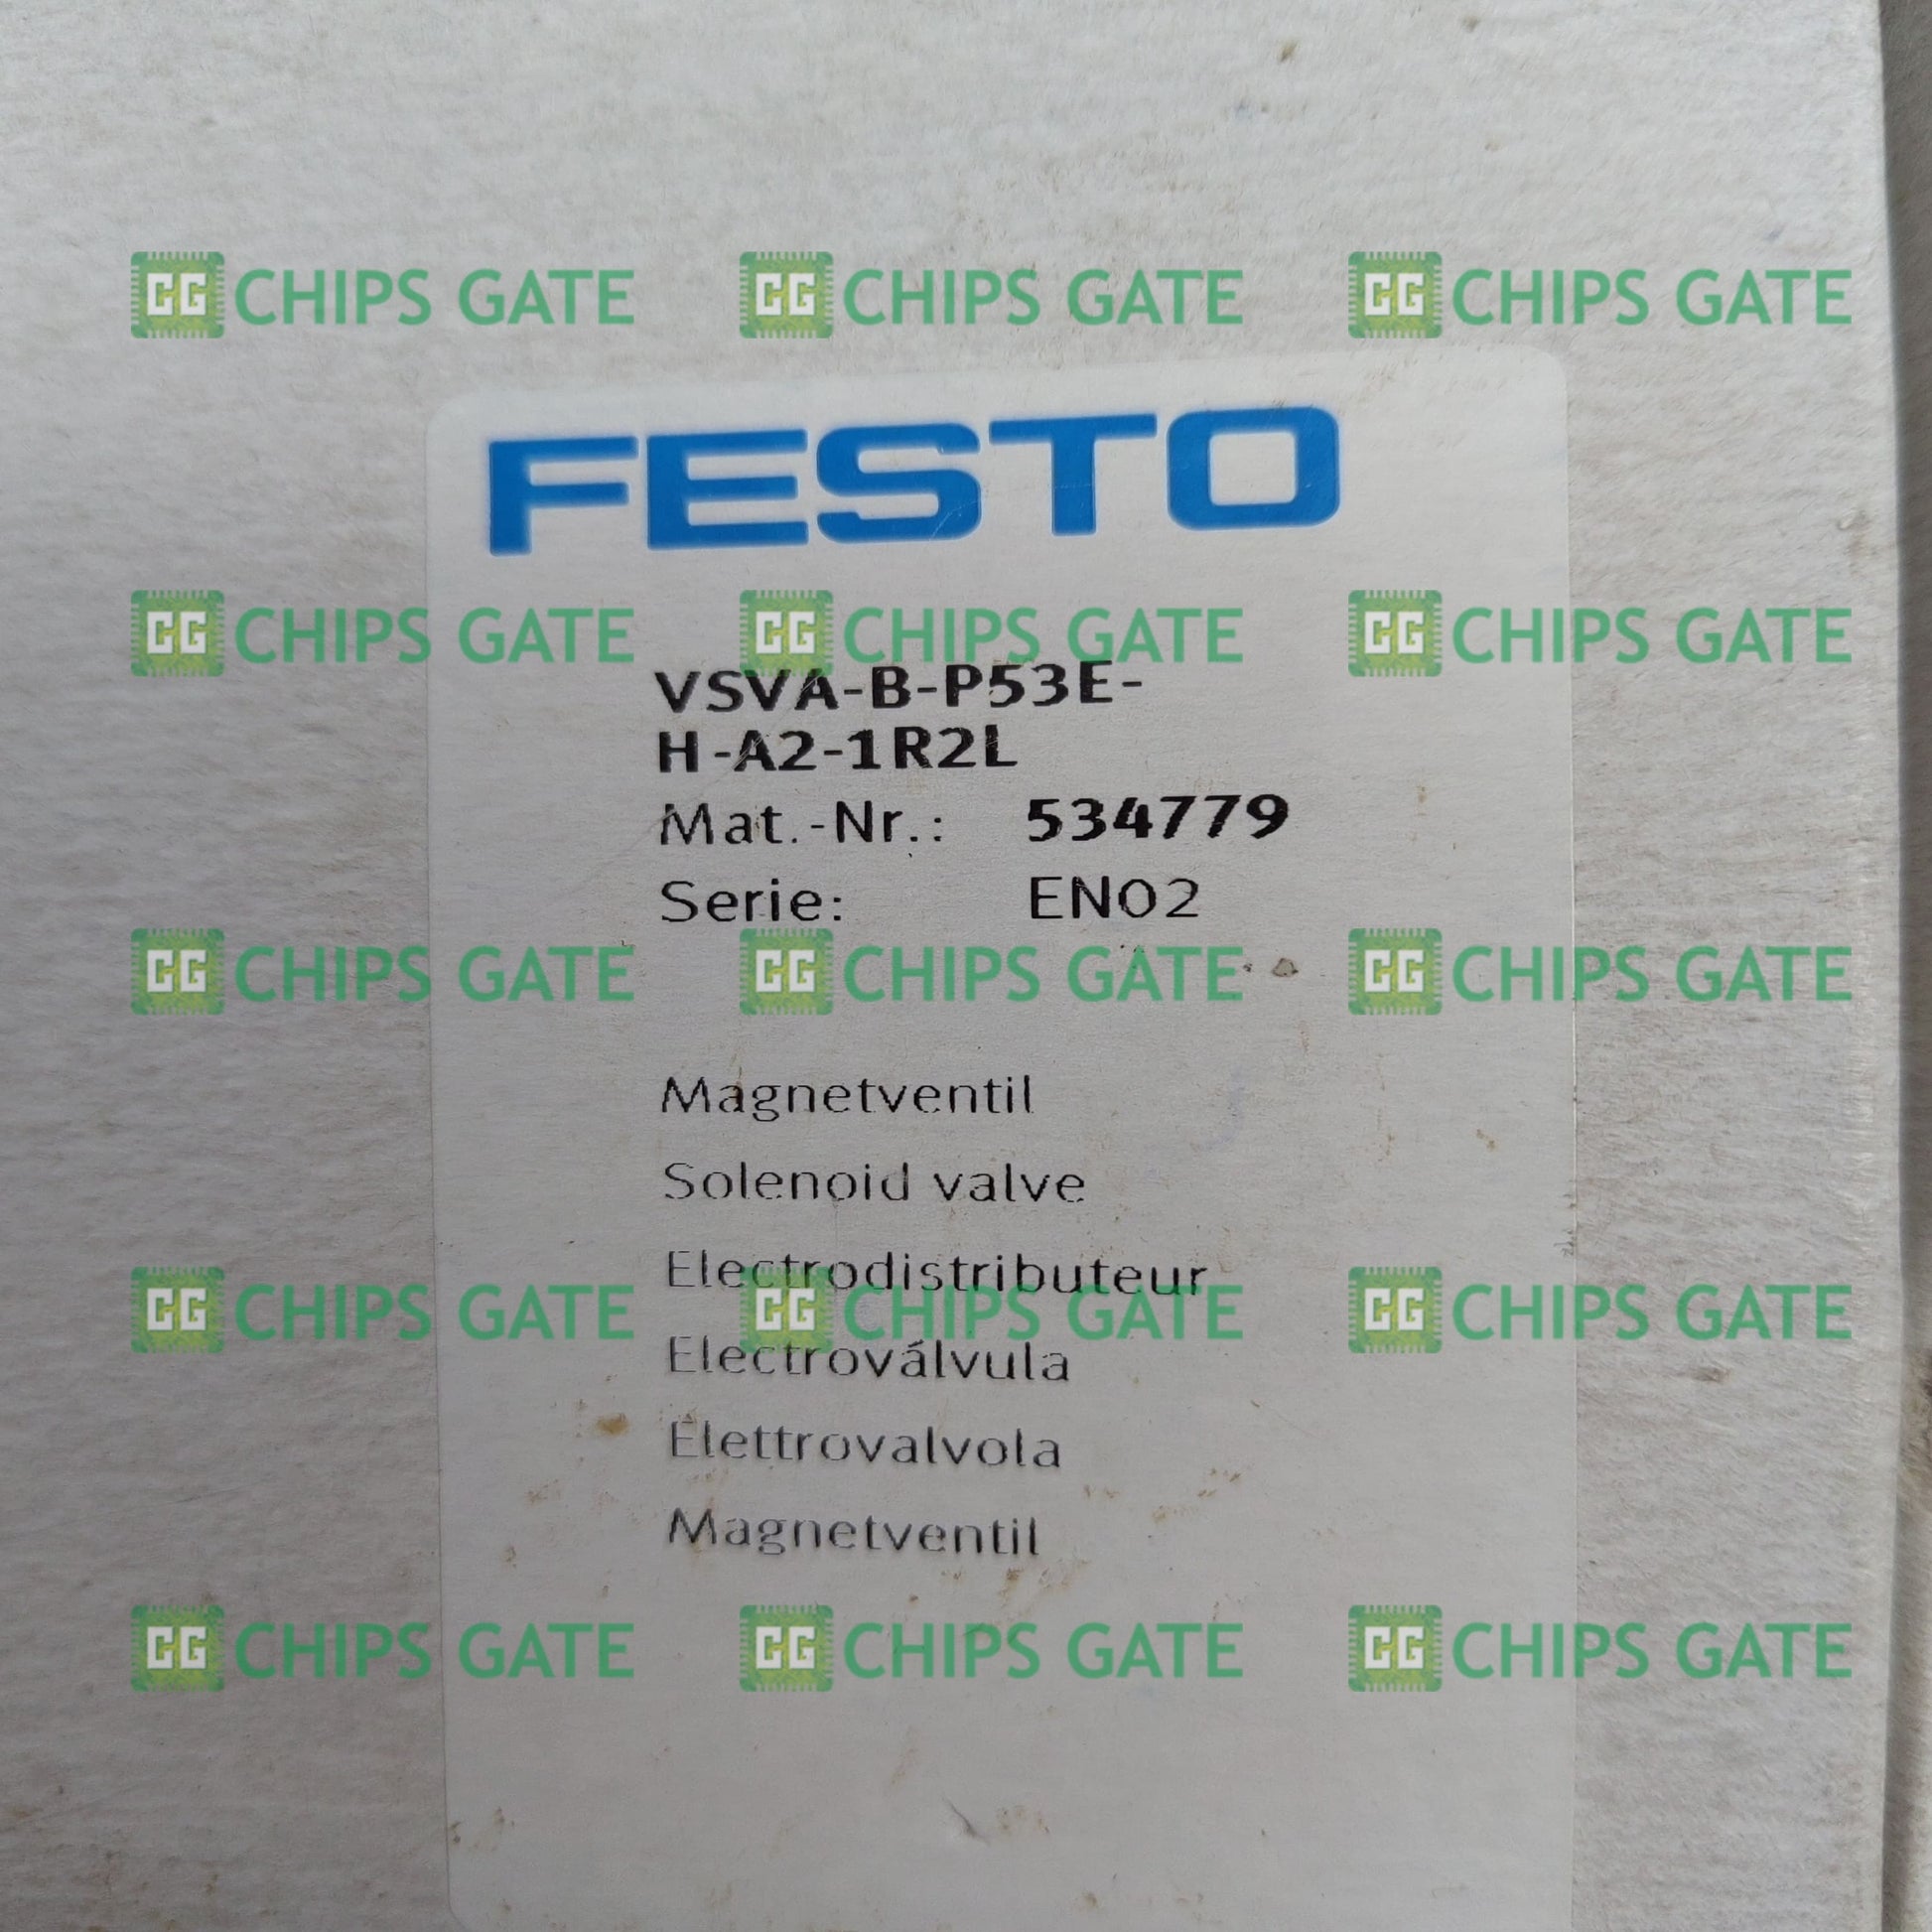 CG CHIPS GATE CG CHIPS GATE CG CHIPS GATE
FESTO
CG CHIPS GATE CG CHIPS GATE CG CHIPS GATE
VSVA-B-P53E-
H-A2-1R2L
Mat.-Nr.: 534779
Serie: EN02
CG CHIPS GATE CG CHIPS GATE CG CHIPS GATE
Magnetventil
Solenoid valve
Electrodistributeur
CG CHIPS GATE CG CHIPS GATE CG CHIPS GATE
Electroválvula
Elettrovalvola
Magnetventil
CG CHIPS GATE CG CHIPS GATE CG CHIPS GATE